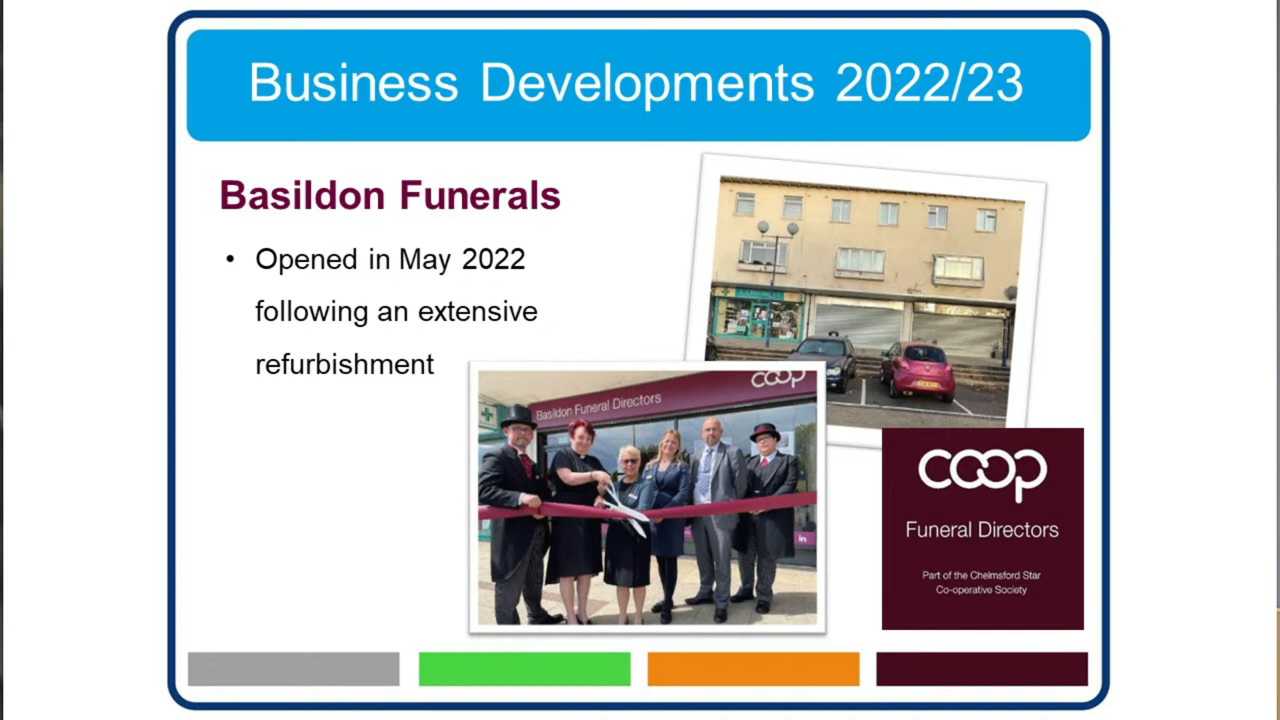 Business Developments 2022/23
Basildon Funerals
• Opened in May 2022
following an extensive
refurbishment
coop
Basildon Funeral Directors
in
coop
Funeral Directors
Part of the Chelmsford Star
Co-operative Society